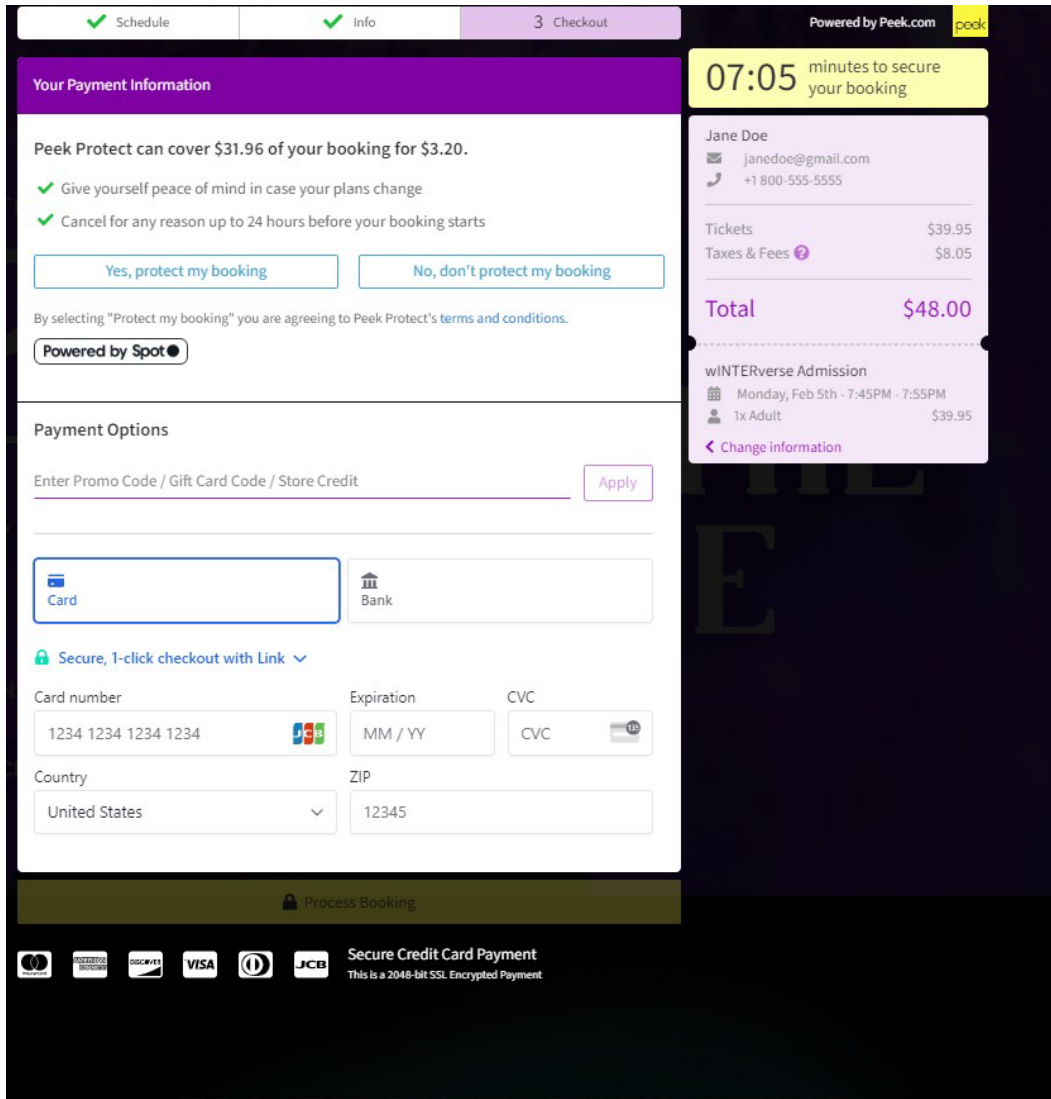 Schedule
Info
3 Checkout
Powered by Peek.com
peek
Your Payment Information
07:05 minutes to secure
your booking
Peek Protect can cover $31.96 of your booking for $3.20.
Give yourself peace of mind in case your plans change
Cancel for any reason up to 24 hours before your booking starts
Yes, protect my booking
No, don't protect my booking
By selecting "Protect my booking" you are agreeing to Peek Protect's terms and conditions.
Powered by Spot
Jane Doe
janedoe@gmail.com
+1 800-555-5555
Tickets $39.95
Taxes & Fees ? $8.05
Total $48.00
wINTERverse Admission
Monday, Feb 5th - 7:45PM - 7:55PM
1x Adult $39.95
Change information
THE
E
Payment Options
Enter Promo Code / Gift Card Code / Store Credit
Apply
Card
Bank
Secure, 1-click checkout with Link
Card number
Expiration
CVC
1234 1234 1234 1234
JCB
MM / YY
CVC
135
Country
ZIP
United States
12345
Process Booking
DISCOVER
VISA
JCB
Secure Credit Card Payment
This is a 2048-bit SSL Encrypted Payment